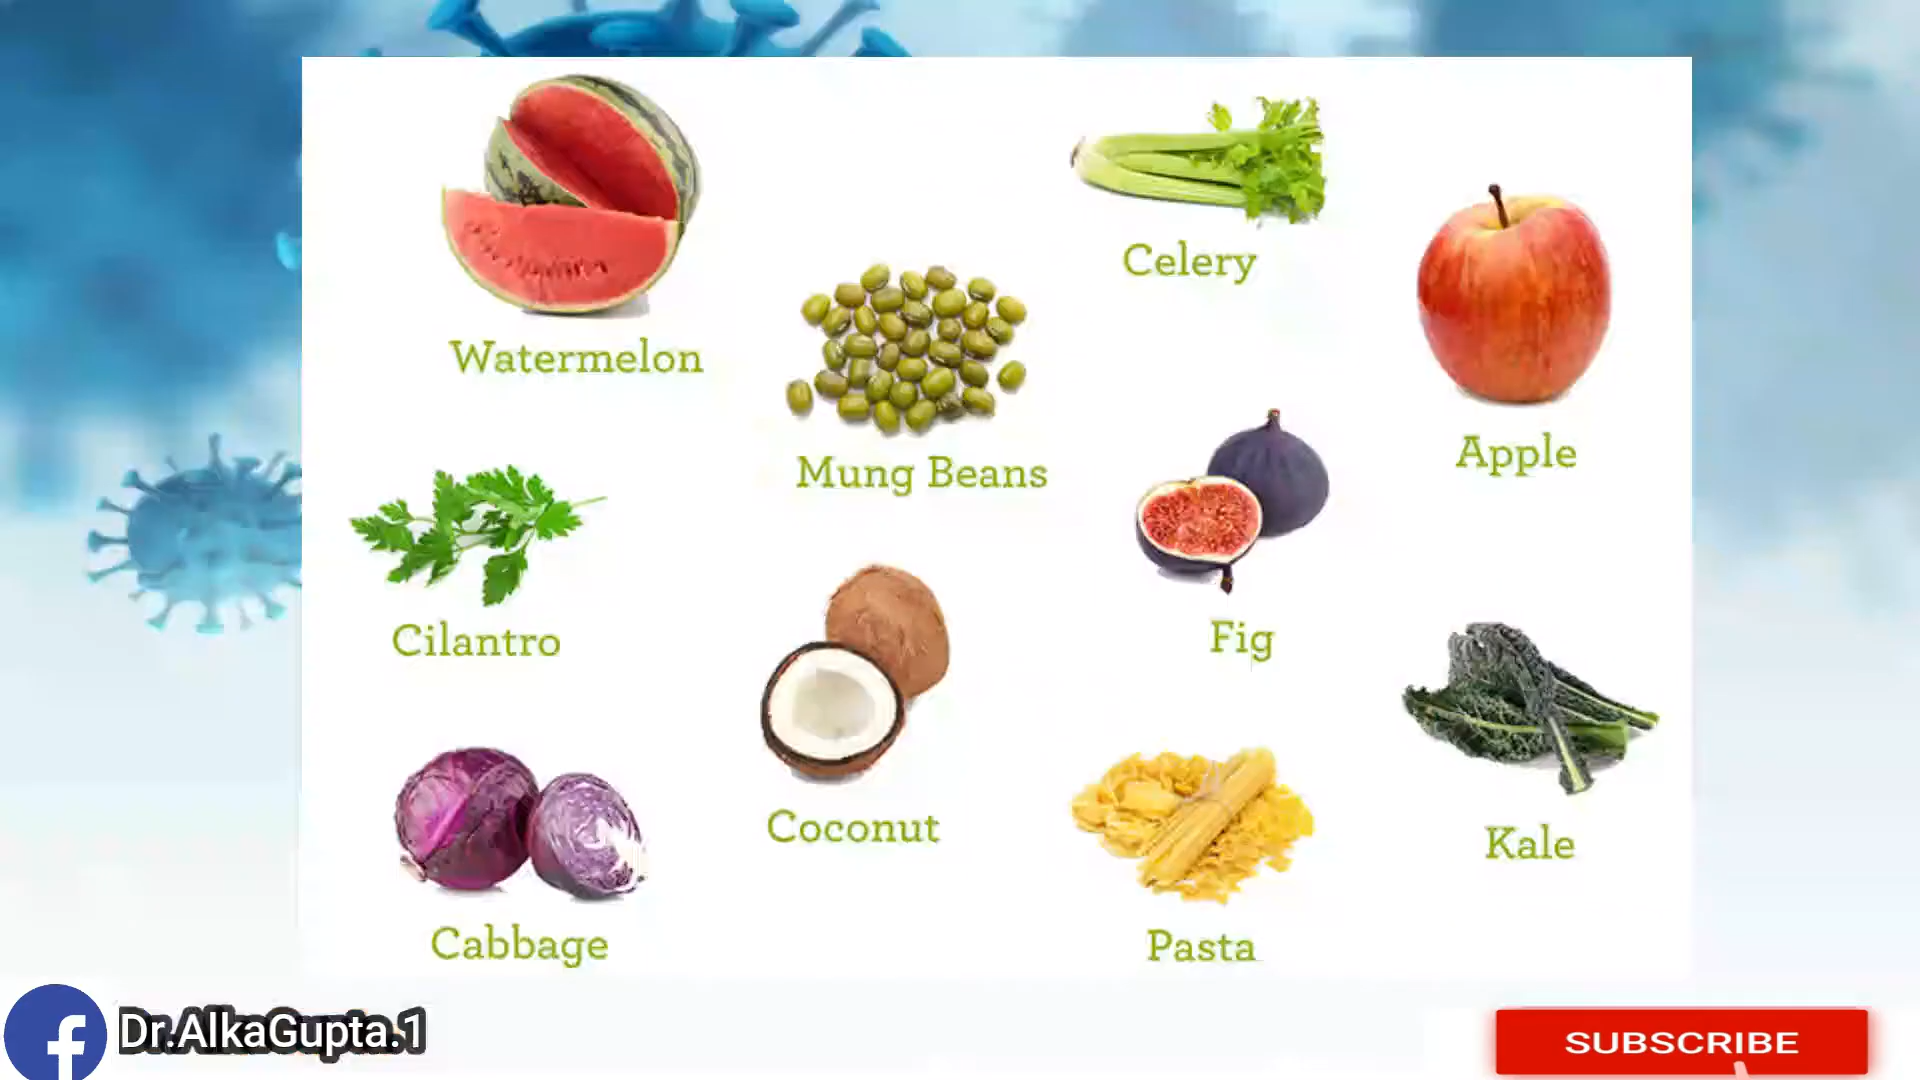 Watermelon
Celery
Apple
Mung Beans
Cilantro
Fig
Coconut
Kale
Cabbage
Pasta
f
Dr.AlkaGupta.1
SUBSCRIBE